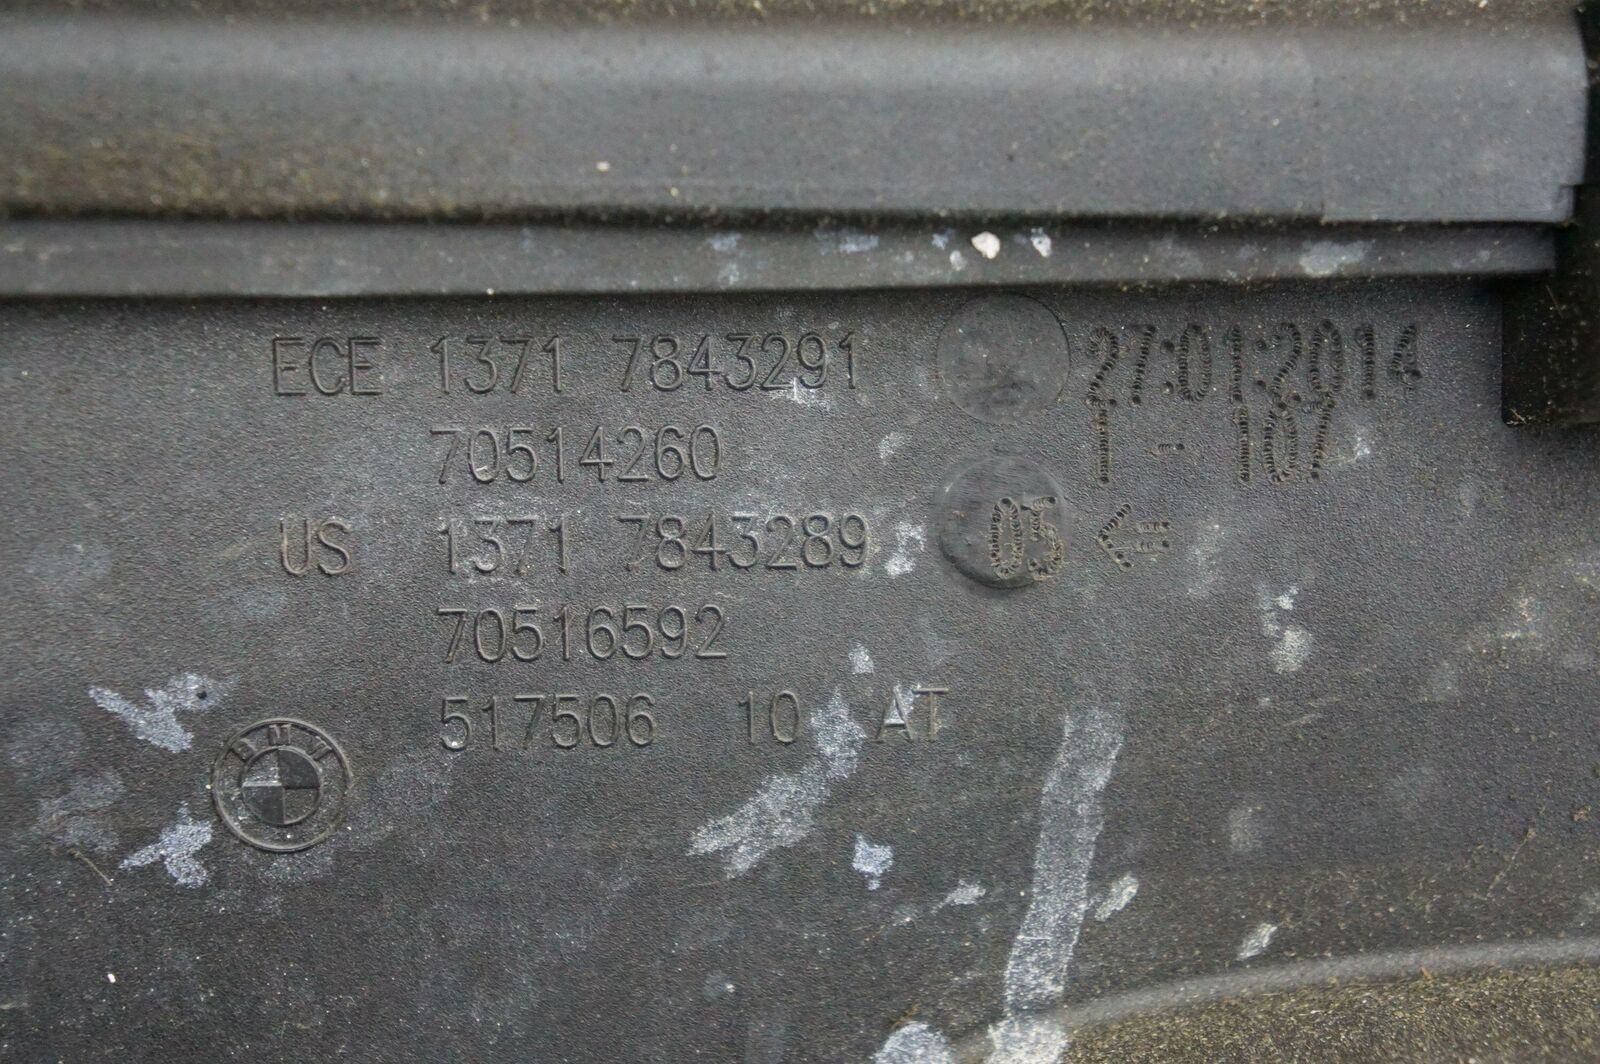 ECE 1371 7843291
27:01:2014
70514260
1 - 187
US 1371 7843289
05
70516592
517506 10 AT
BMW